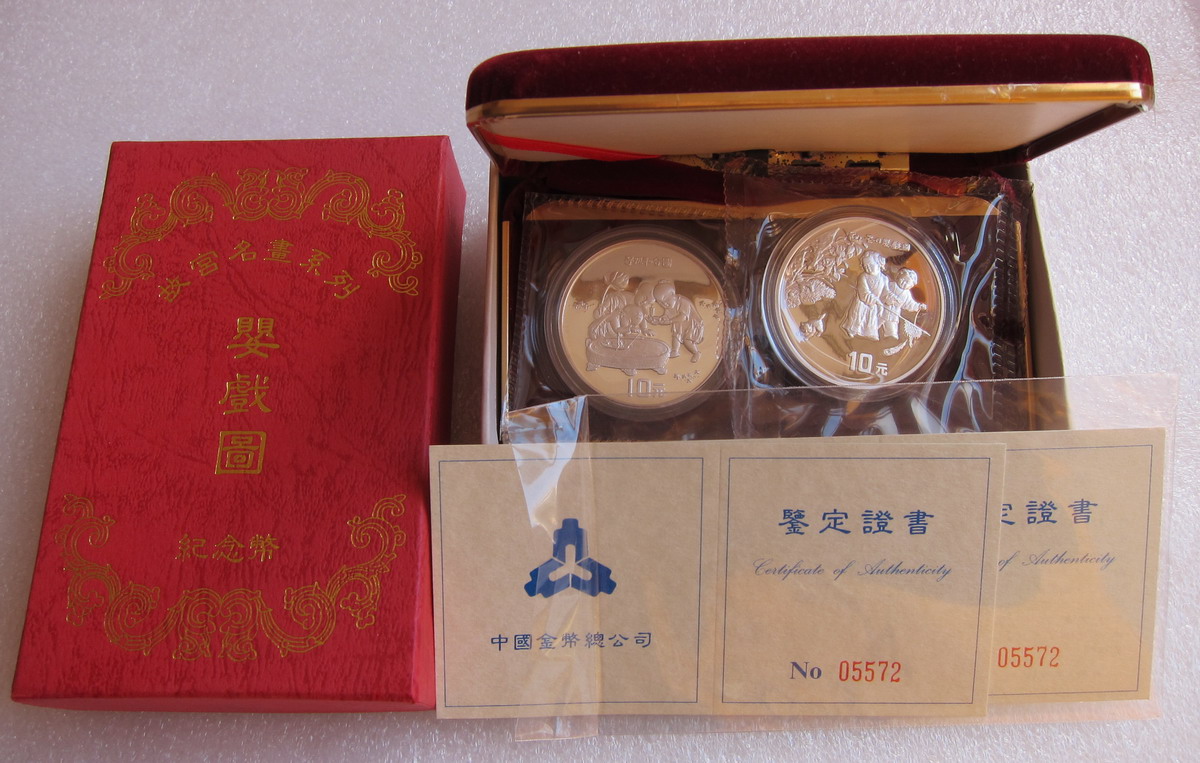 故宮名畫系列
嬰戲圖
紀念幣
10元
10元
中國金幣總公司
鑒定證書
Certificate of Authenticity
No 05572
定證書
of Authenticity
05572